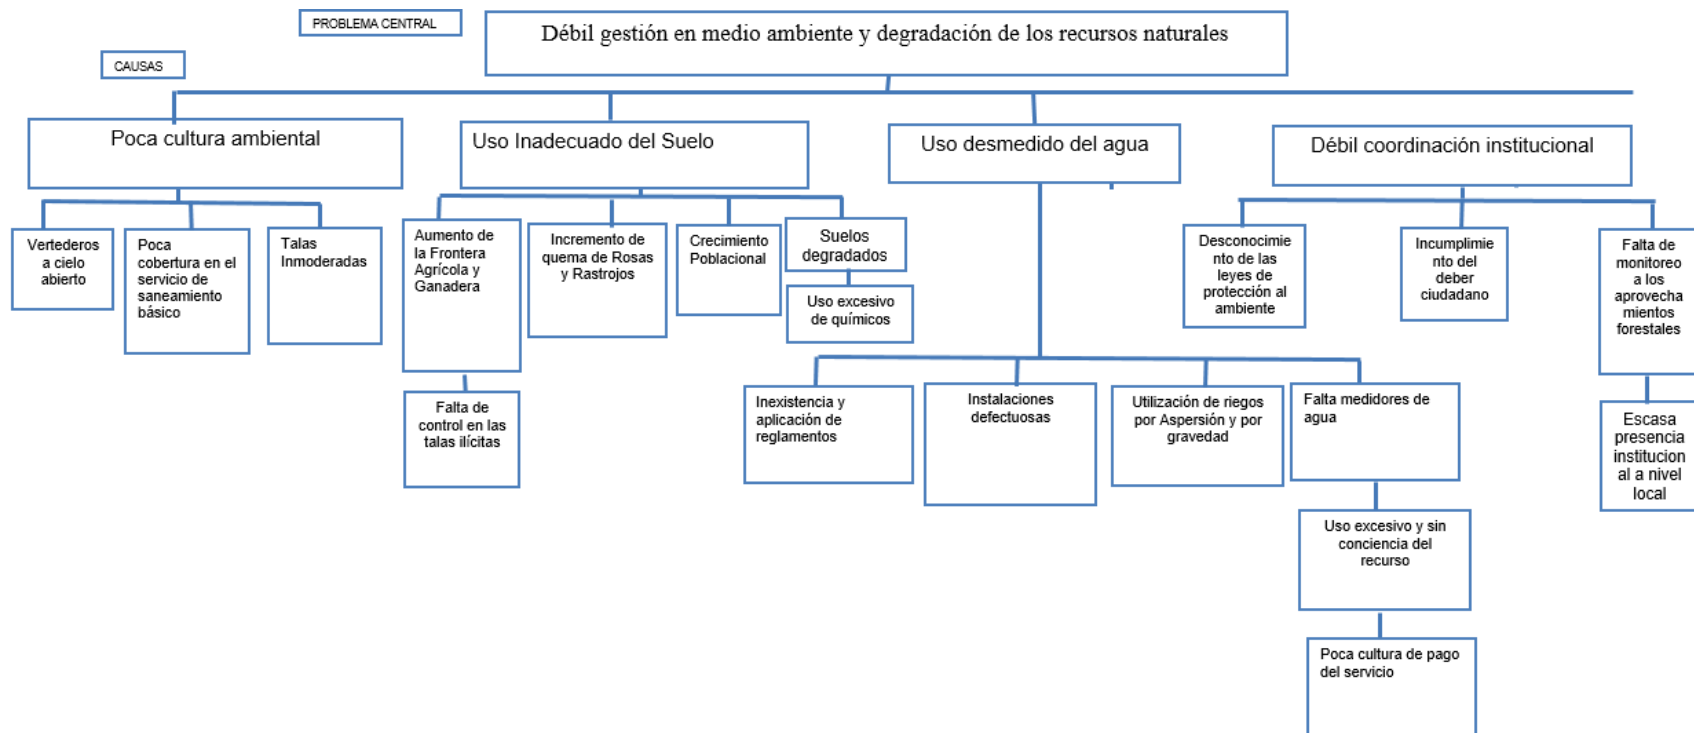 PROBLEMA CENTRAL
Débil gestión en medio ambiente y degradación de los recursos naturales
CAUSAS
Poca cultura ambiental
Uso Inadecuado del Suelo
Uso desmedido del agua
Débil coordinación institucional
Vertederos
a cielo
abierto
Poca
cobertura en el
servicio de
saneamiento
básico
Talas
Inmoderadas
Aumento de
la Frontera
Agrícola y
Ganadera
Incremento de
quema de Rosas
y Rastrojos
Crecimiento
Poblacional
Suelos
degradados
Uso excesivo
de químicos
Desconocimie
nto de las
leyes de
protección al
ambiente
Incumplimie
nto del
deber
ciudadano
Falta de
monitoreo
a los
aprovecha
mientos
forestales
Falta de
control en las
talas ilícitas
Inexistencia y
aplicación de
reglamentos
Instalaciones
defectuosas
Utilización de riegos
por Aspersión y por
gravedad
Falta medidores de
agua
Escasa
presencia
institucion
al a nivel
local
Uso excesivo y sin
conciencia del
recurso
Poca cultura de pago
del servicio